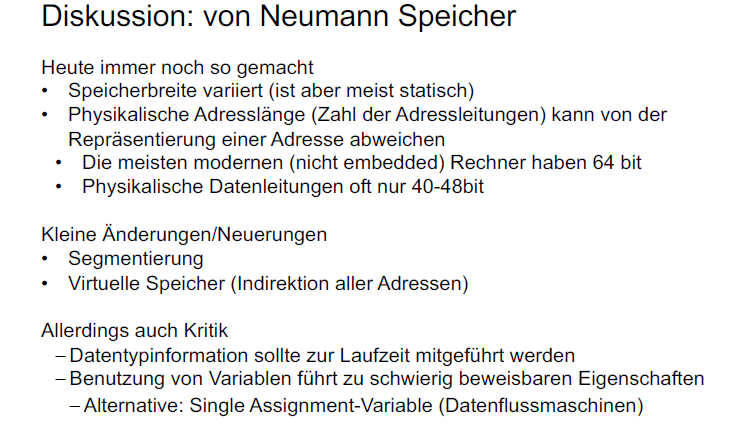 Diskussion: von Neumann Speicher
Heute immer noch so gemacht
• Speicherbreite variiert (ist aber meist statisch)
• Physikalische Adresslänge (Zahl der Adressleitungen) kann von der
Repräsentierung einer Adresse abweichen
• Die meisten modernen (nicht embedded) Rechner haben 64 bit
• Physikalische Datenleitungen oft nur 40-48bit
Kleine Änderungen/Neuerungen
• Segmentierung
• Virtuelle Speicher (Indirektion aller Adressen)
Allerdings auch Kritik
– Datentypinformation sollte zur Laufzeit mitgeführt werden
– Benutzung von Variablen führt zu schwierig beweisbaren Eigenschaften
– Alternative: Single Assignment-Variable (Datenflussmaschinen)